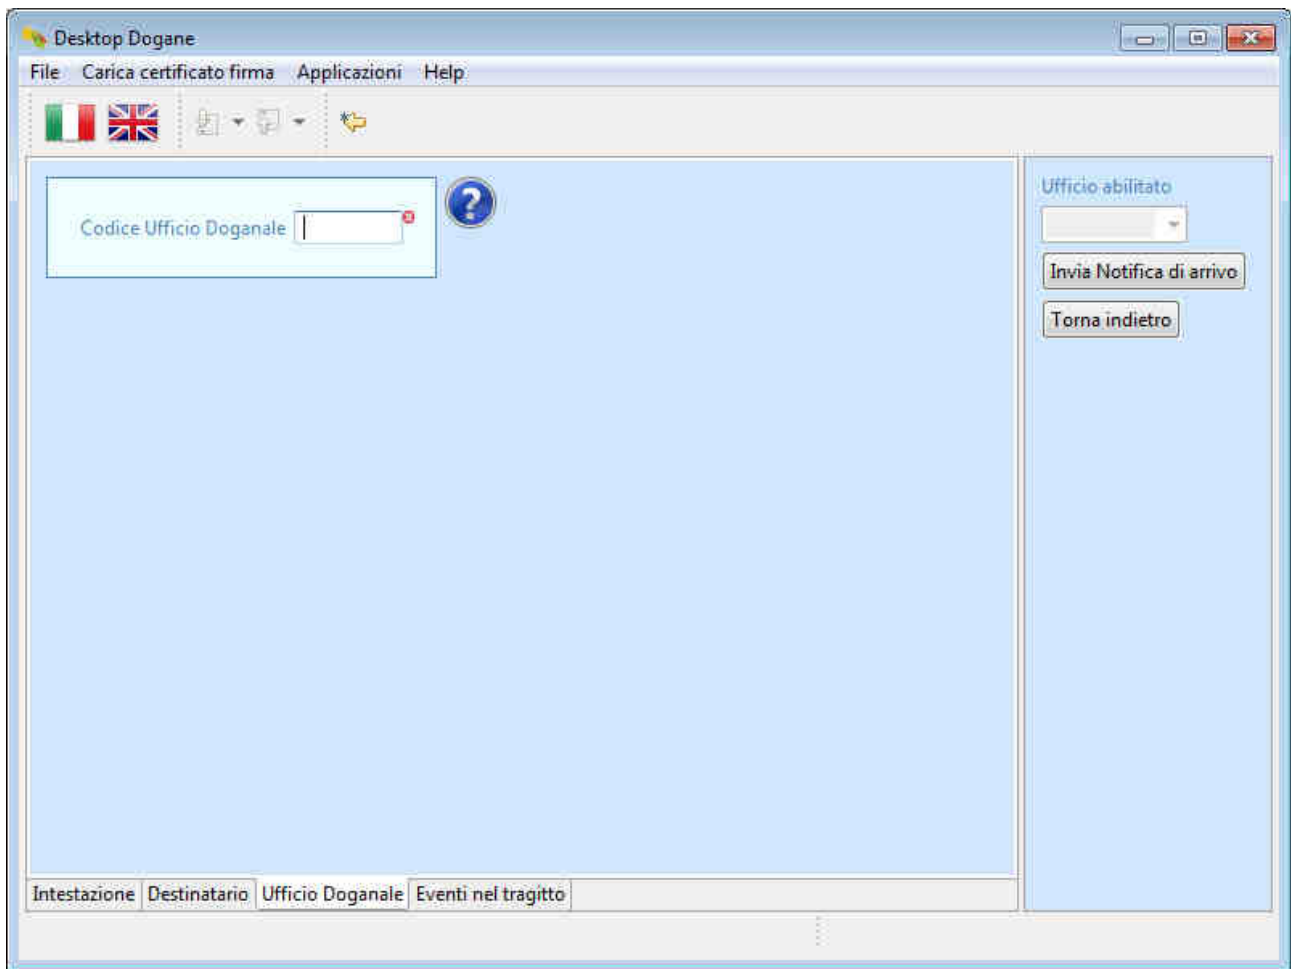 Desktop Dogane
File Carica certificato firma Applicazioni Help
Codice Ufficio Doganale
?
Ufficio abilitato
Invia Notifica di arrivo
Torna indietro
Intestazione Destinatario Ufficio Doganale Eventi nel tragitto